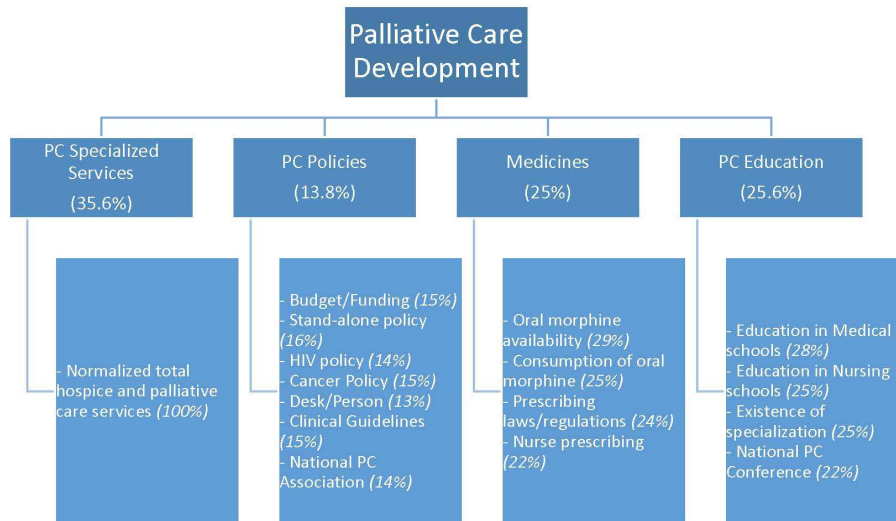 Palliative Care
Development
PC Specialized
Services
(35.6%)
PC Policies
(13.8%)
Medicines
(25%)
PC Education
(25.6%)
- Normalized total
hospice and palliative
care services (100%)
- Budget/Funding (15%)
- Stand-alone policy
(16%)
- HIV policy (14%)
- Cancer Policy (15%)
- Desk/Person (13%)
- Clinical Guidelines
(15%)
- National PC
Association (14%)
- Oral morphine
availability (29%)
- Consumption of oral
morphine (25%)
- Prescribing
laws/regulations (24%)
- Nurse prescribing
(22%)
- Education in Medical
schools (28%)
- Education in Nursing
schools (25%)
- Existence of
specialization (25%)
- National PC
Conference (22%)